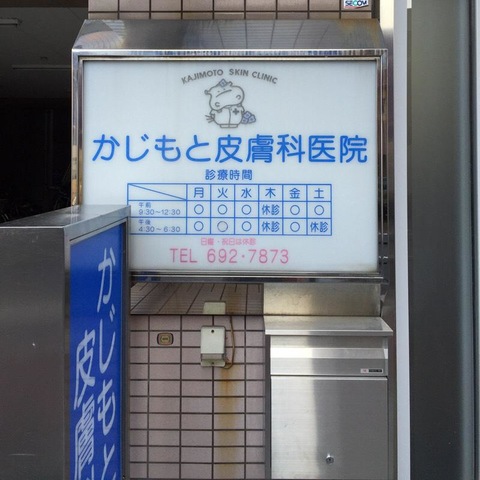 SECOM
KAJIMOTO SKIN CLINIC
かじもと皮膚科医院
診療時間
月 火 水 木 金 土
午前 9:30~12:30 ○ ○ ○ 休診 ○ ○
午後 4:30~6:30 ○ ○ ○ 休診 ○ 休診
日曜・祝日は休診
TEL 692-7873
かじもと
皮膚